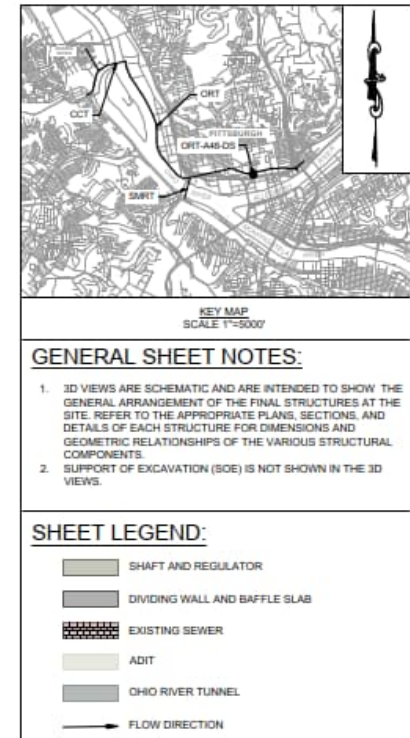 ORT
CCT
PITTSBURGH
ORT-A48-DS
SMRT
KEY MAP
SCALE 1"=5000'
GENERAL SHEET NOTES:
1. 3D VIEWS ARE SCHEMATIC AND ARE INTENDED TO SHOW THE
GENERAL ARRANGEMENT OF THE FINAL STRUCTURES AT THE
SITE. REFER TO THE APPROPRIATE PLANS, SECTIONS, AND
DETAILS OF EACH STRUCTURE FOR DIMENSIONS AND
GEOMETRIC RELATIONSHIPS OF THE VARIOUS STRUCTURAL
COMPONENTS.
2. SUPPORT OF EXCAVATION (SOE) IS NOT SHOWN IN THE 3D
VIEWS.
SHEET LEGEND:
SHAFT AND REGULATOR
DIVIDING WALL AND BAFFLE SLAB
EXISTING SEWER
ADIT
OHIO RIVER TUNNEL
FLOW DIRECTION